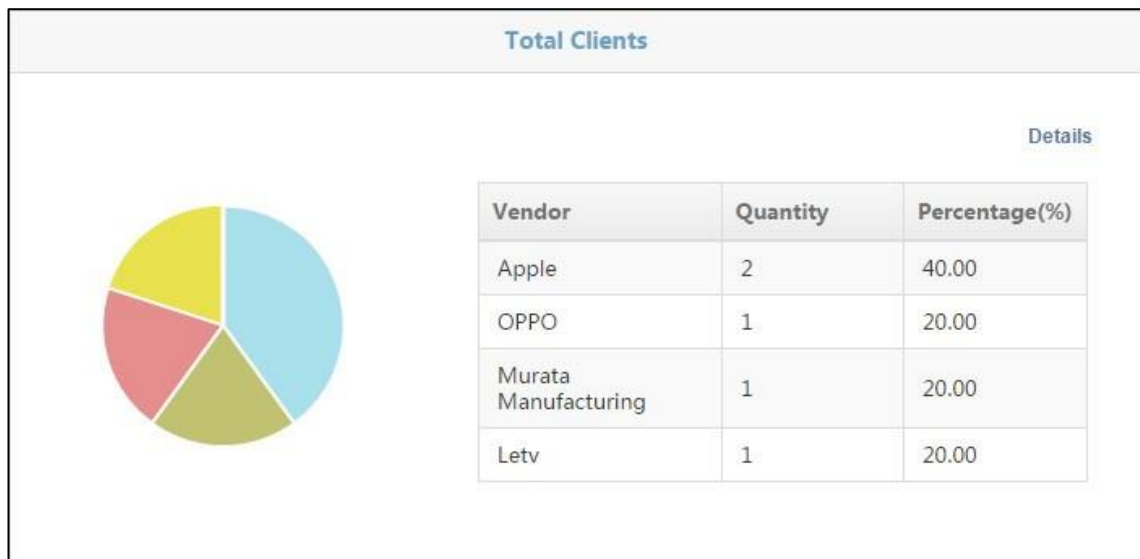 Total Clients
Details
Vendor Quantity Percentage(%)
Apple 2 40.00
OPPO 1 20.00
Murata
Manufacturing 1 20.00
Letv 1 20.00